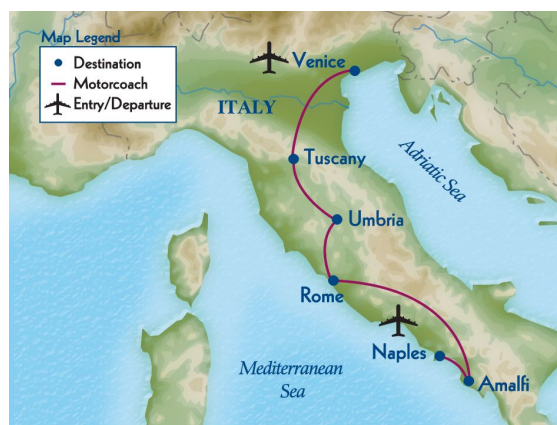 Map Legend
Destination
Motorcoach
Entry/Departure
Venice
ITALY
Tuscany
Adriatic Sea
Umbria
Rome
Naples
Mediterranean
Sea
Amalfi